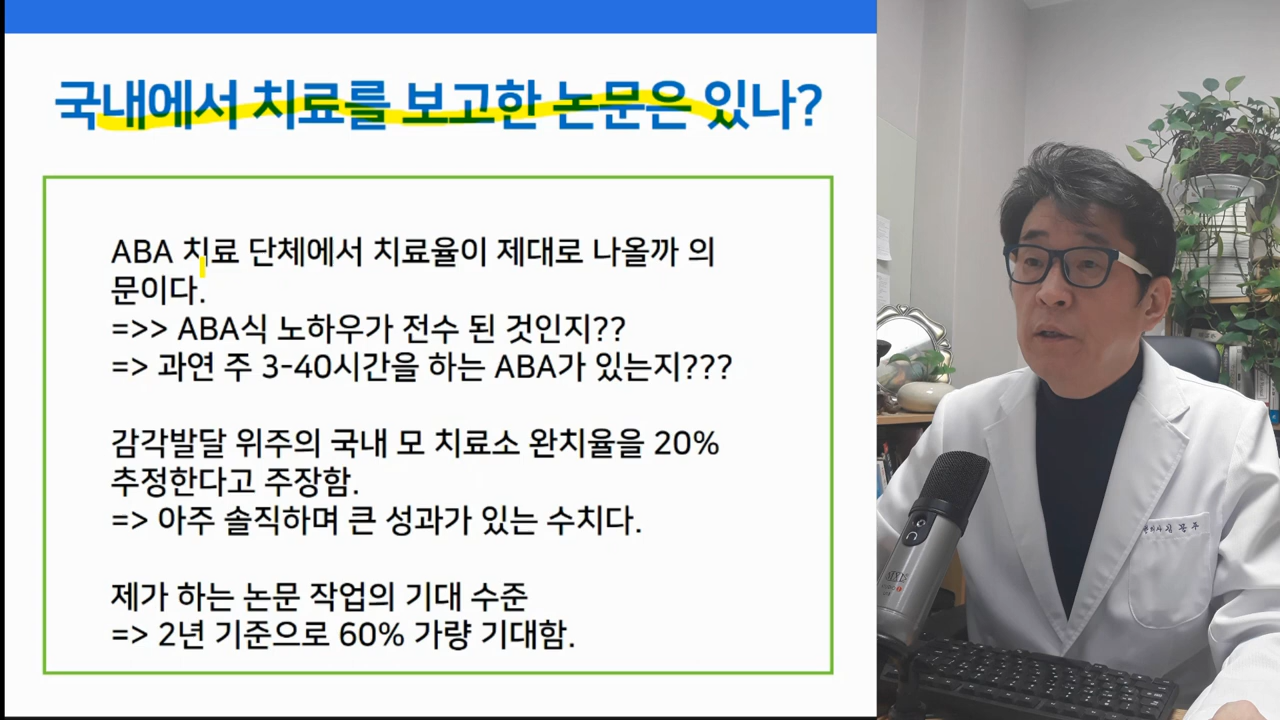 국내에서 치료를 보고한 논문은 있나?
ABA 치료 단체에서 치료율이 제대로 나올까 의
문이다.
=>> ABA식 노하우가 전수 된 것인지??
=> 과연 주 3-40시간을 하는 ABA가 있는지???
감각발달 위주의 국내 모 치료소 완치율을 20%
추정한다고 주장함.
=> 아주 솔직하며 큰 성과가 있는 수치다.
제가 하는 논문 작업의 기대 수준
=> 2년 기준으로 60% 가량 기대함.